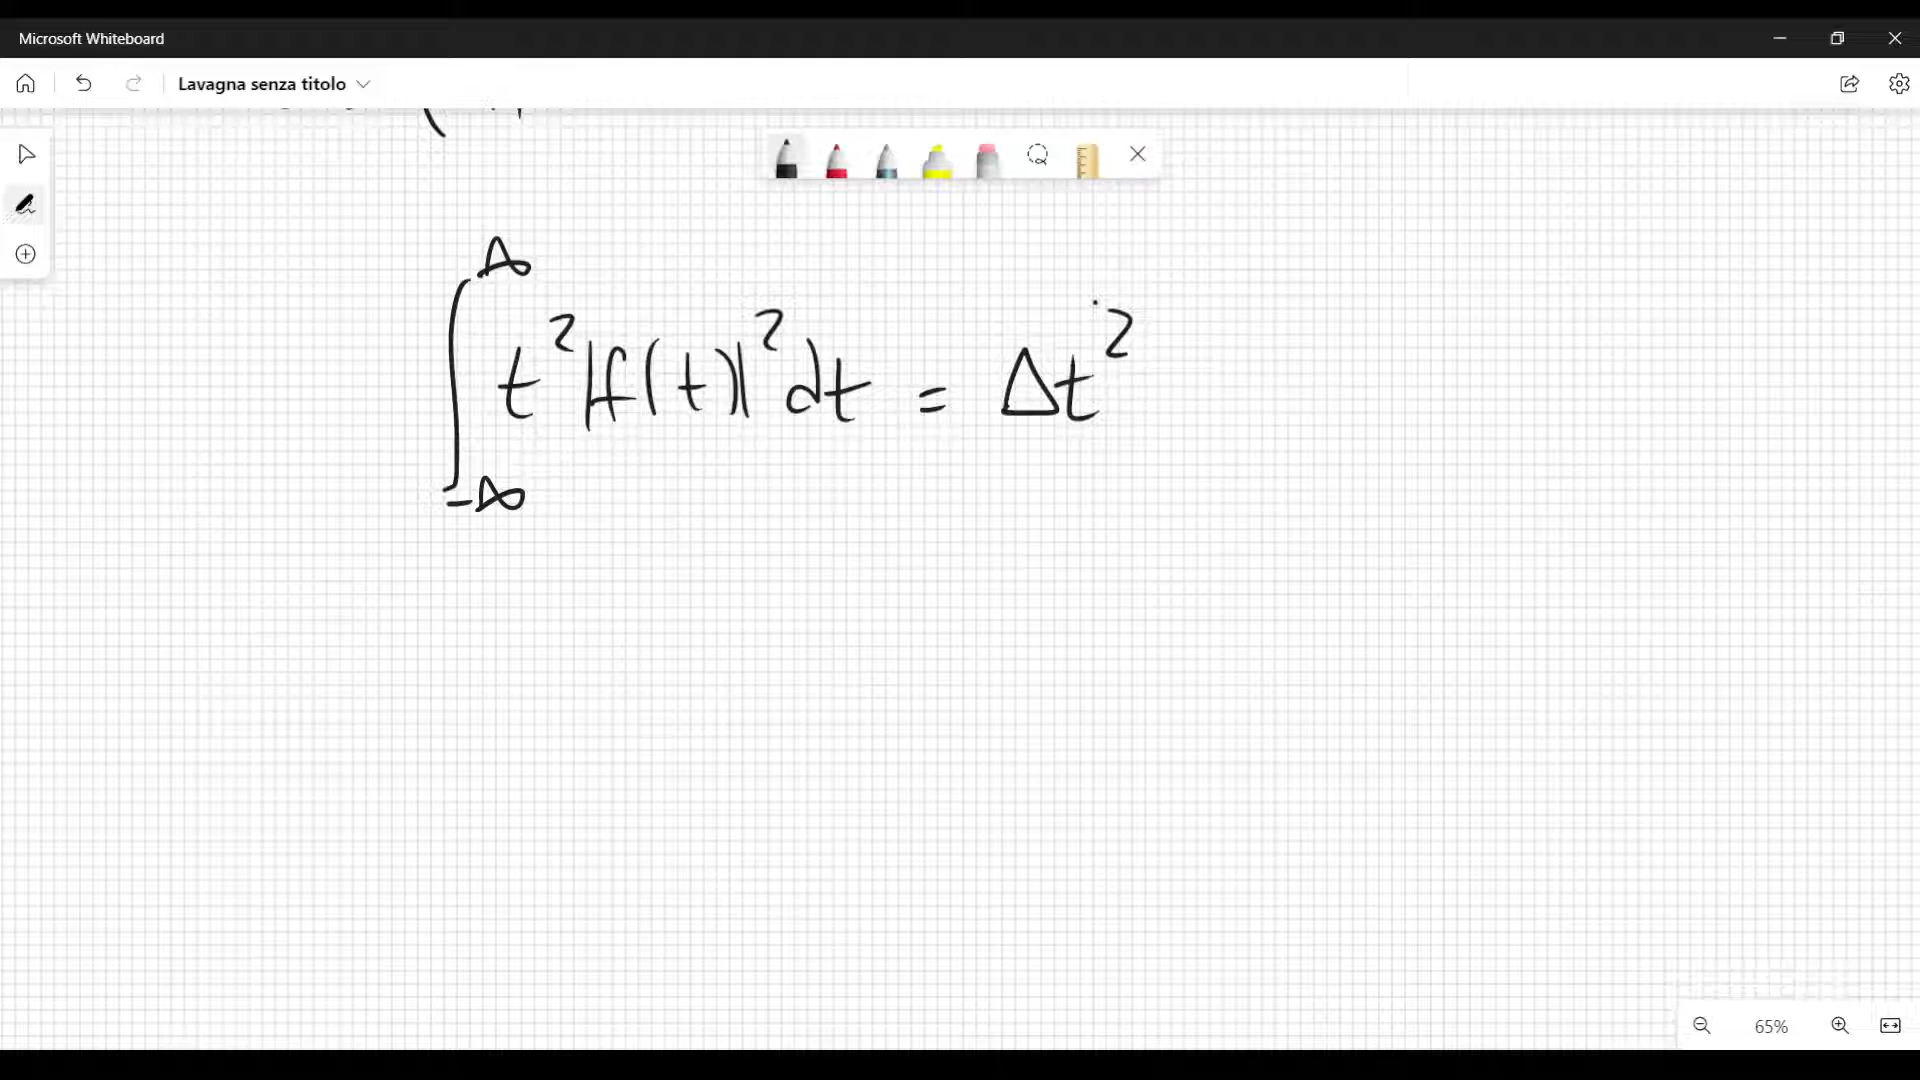 Microsoft Whiteboard
Lavagna senza titolo
∫_{-∞}^{∞} t² |f(t)|² dt = Δt²
65%